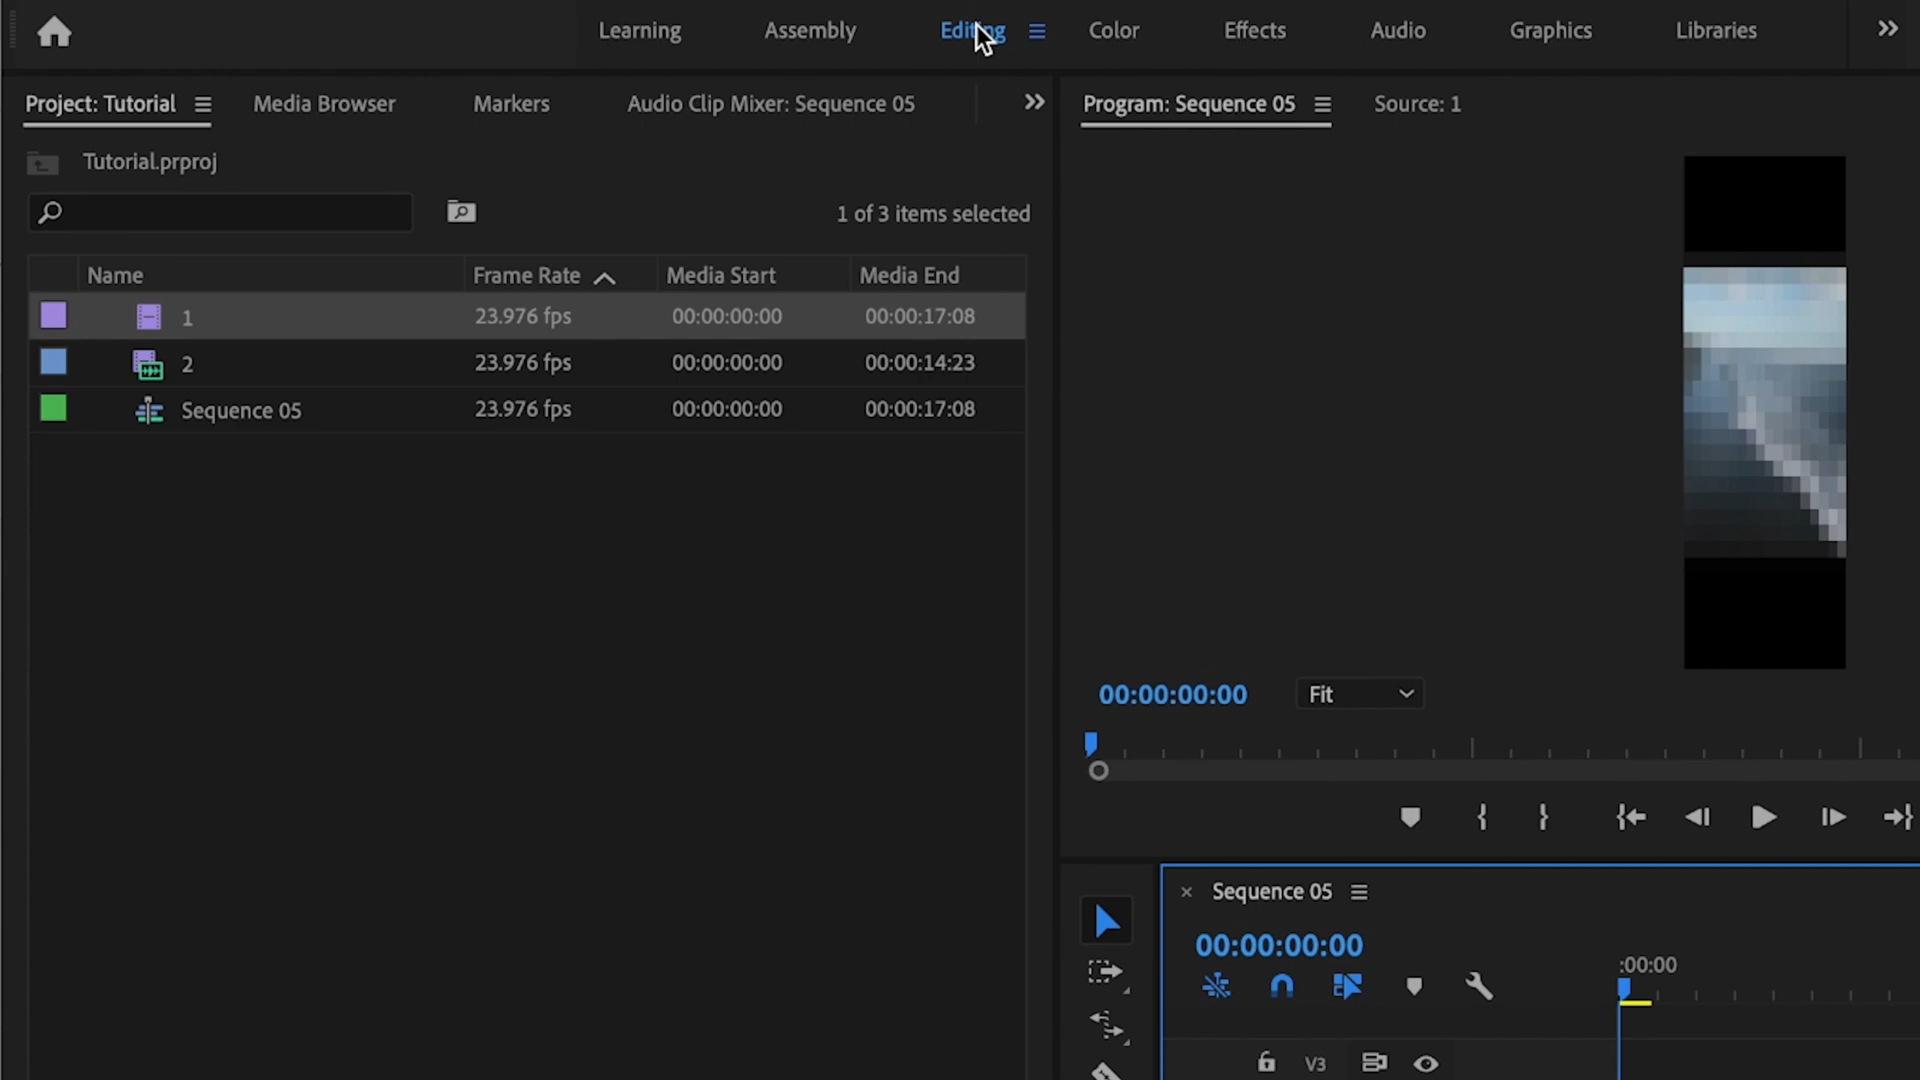 Learning Assembly Editing Color Effects Audio Graphics Libraries
Project: Tutorial Media Browser Markers Audio Clip Mixer: Sequence 05
Program: Sequence 05 Source: 1
Tutorial.prproj
1 of 3 items selected
Name Frame Rate Media Start Media End
1 23.976 fps 00:00:00:00 00:00:17:08
2 23.976 fps 00:00:00:00 00:00:14:23
Sequence 05 23.976 fps 00:00:00:00 00:00:17:08
00:00:00:00 Fit
Sequence 05
00:00:00:00
:00:00
V3